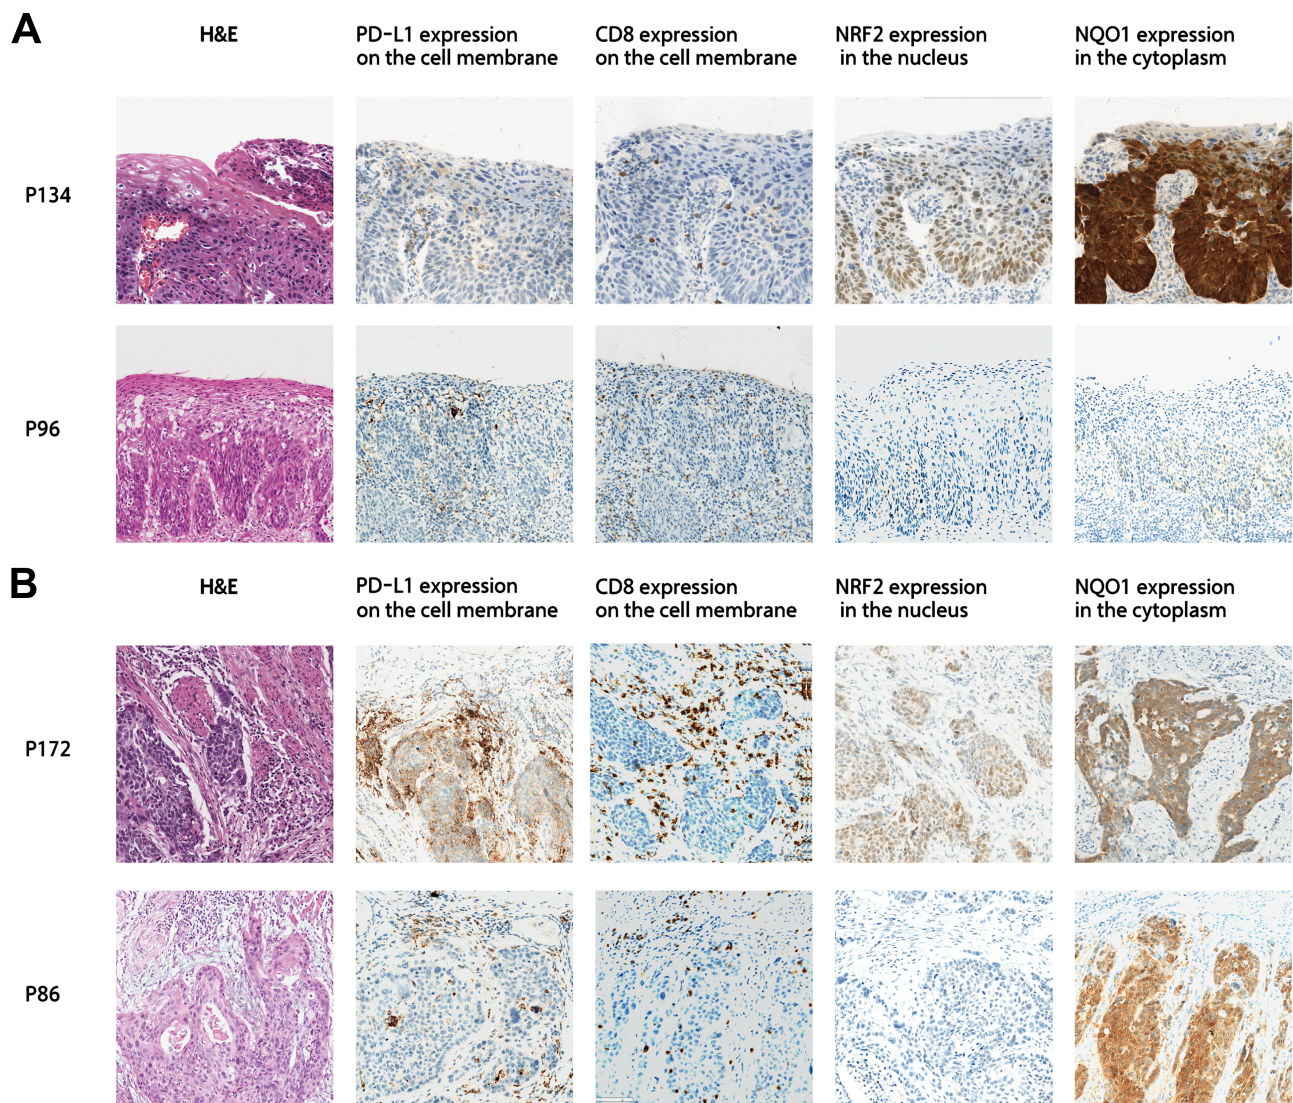 A
H&E
PD-L1 expression
on the cell membrane
CD8 expression
on the cell membrane
NRF2 expression
in the nucleus
NQO1 expression
in the cytoplasm
P134
P96
B
H&E
PD-L1 expression
on the cell membrane
CD8 expression
on the cell membrane
NRF2 expression
in the nucleus
NQO1 expression
in the cytoplasm
P172
P86